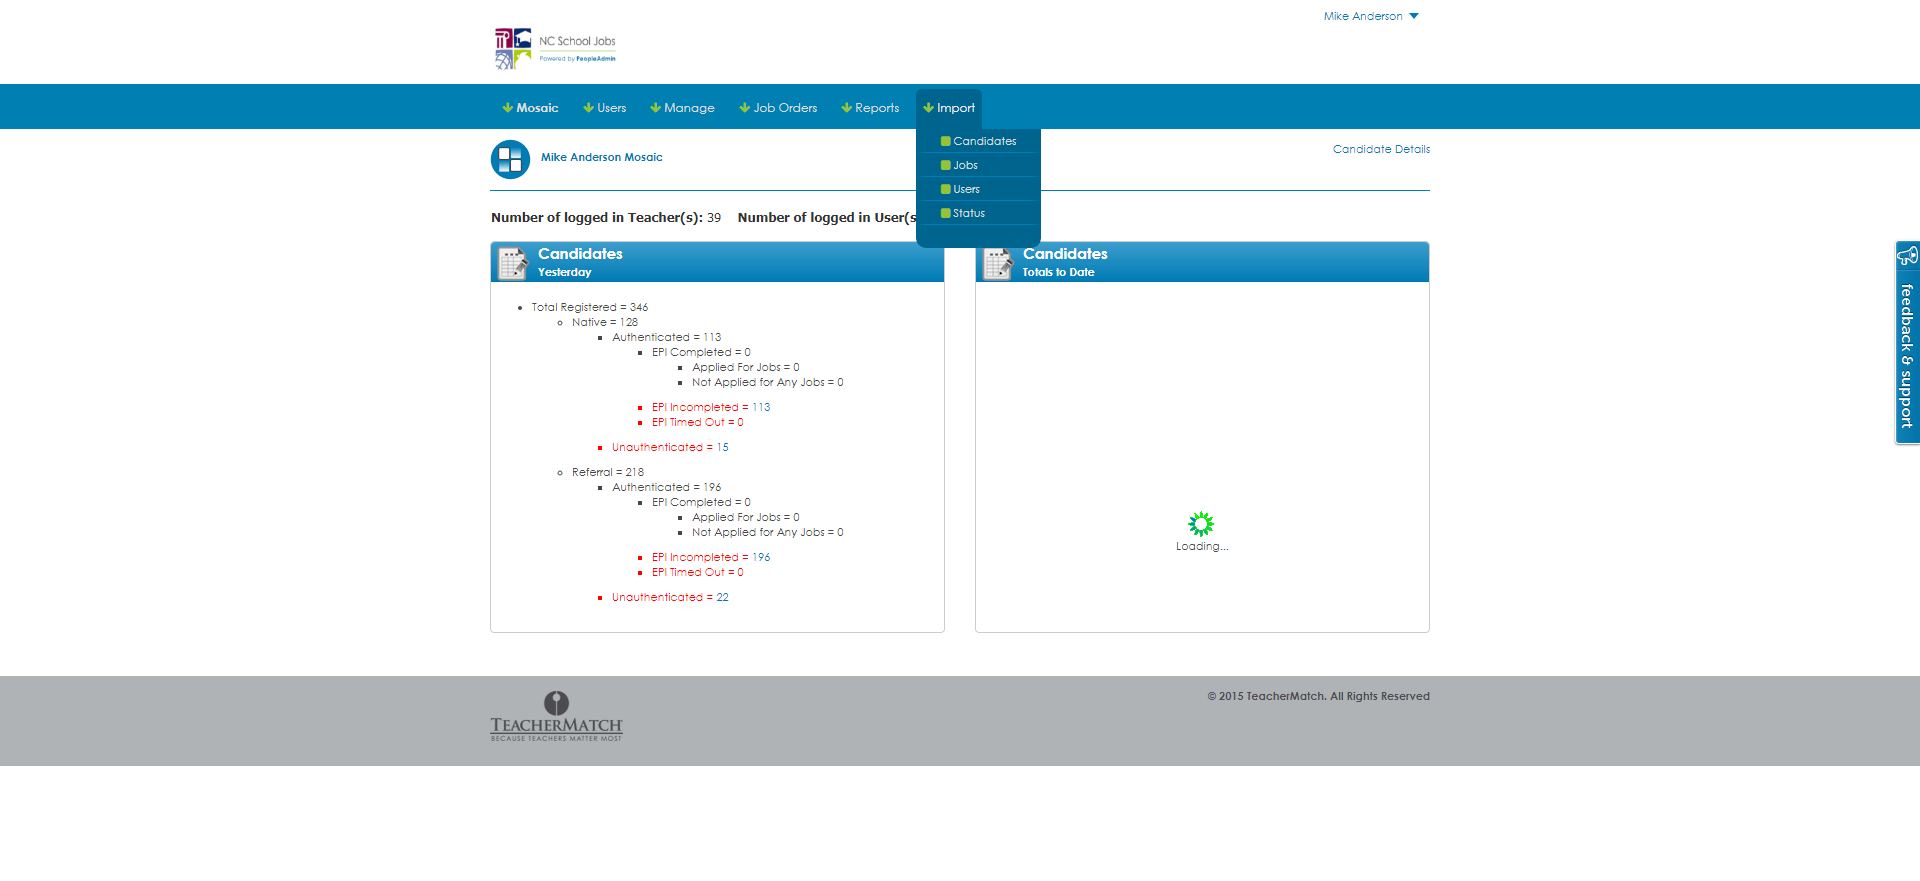 Mike Anderson
NC School Jobs
Powered by PeopleAdmin
Mosaic
Users
Manage
Job Orders
Reports
Import
Candidates
Jobs
Users
Status
Mike Anderson Mosaic
Candidate Details
Number of logged in Teacher(s): 39 Number of logged in User(s
Candidates
Yesterday
Total Registered = 346
Native = 128
Authenticated = 113
EPI Completed = 0
Applied For Jobs = 0
Not Applied for Any Jobs = 0
EPI Incompleted = 113
EPI Timed Out = 0
Unauthenticated = 15
Referral = 218
Authenticated = 196
EPI Completed = 0
Applied For Jobs = 0
Not Applied for Any Jobs = 0
EPI Incompleted = 196
EPI Timed Out = 0
Unauthenticated = 22
Candidates
Totals to Date
Loading...
feedback & support
TEACHERMATCH
BECAUSE TEACHERS MATTER MOST
© 2015 TeacherMatch. All Rights Reserved